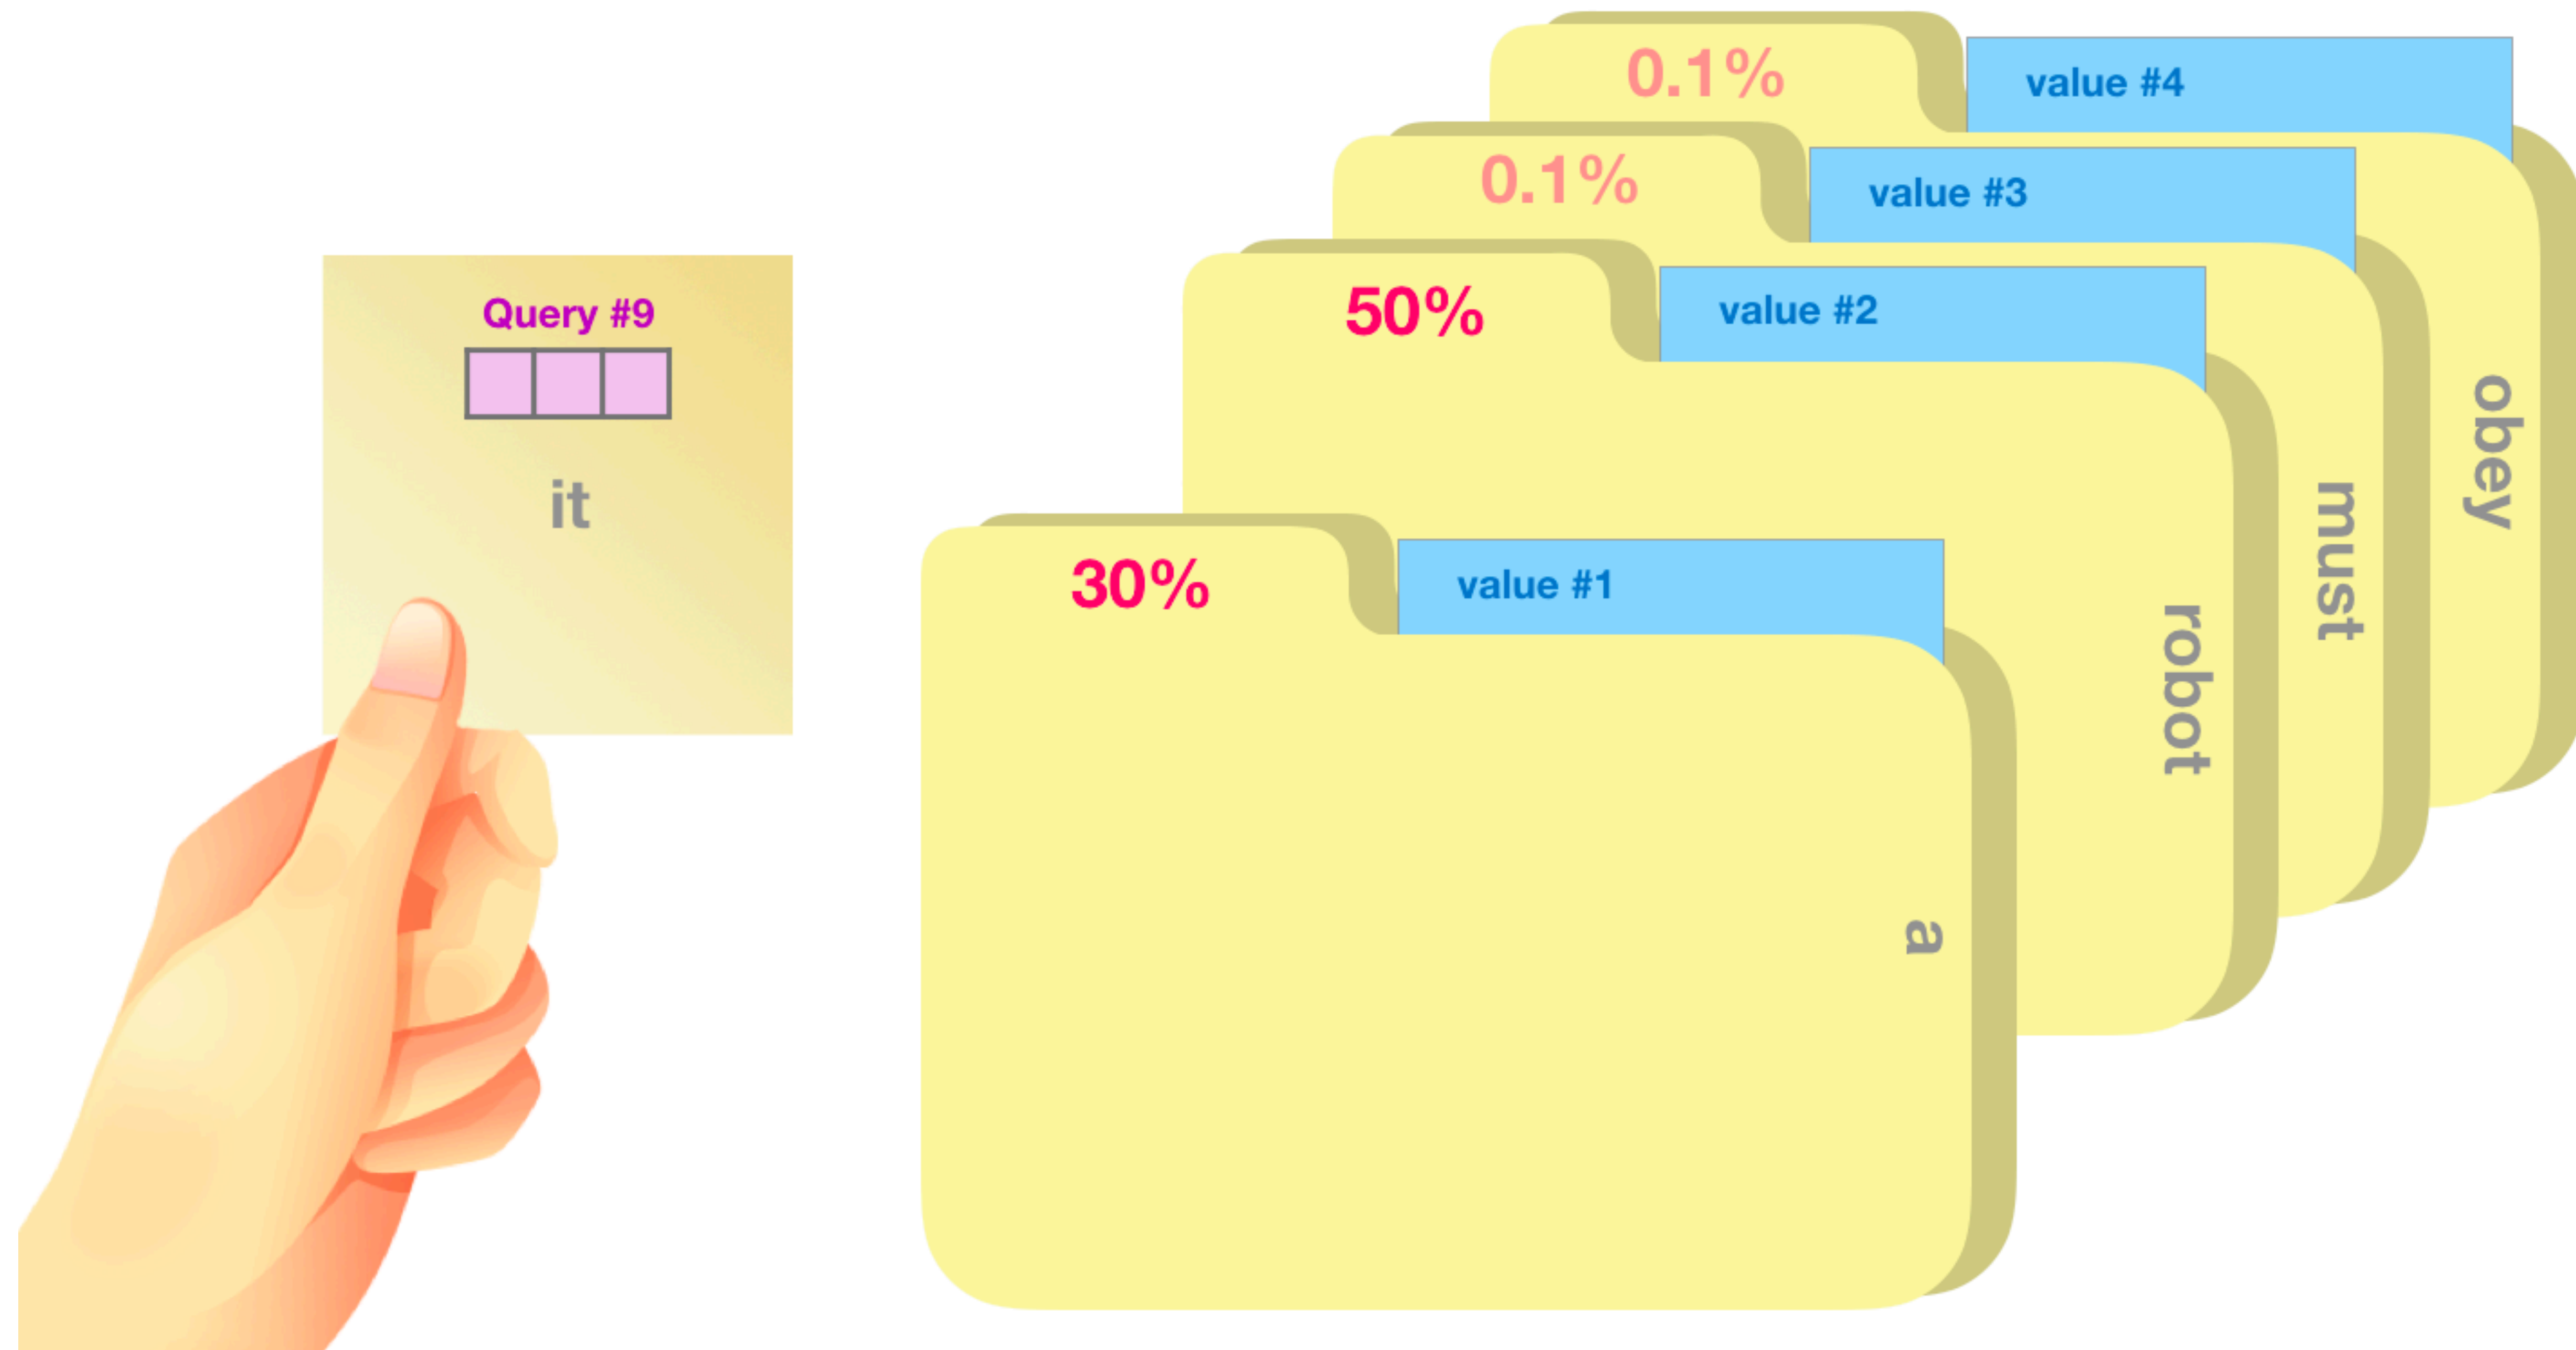 Query #9
it
0.1%
value #4
0.1%
value #3
50%
value #2
30%
value #1
obey
must
robot
a